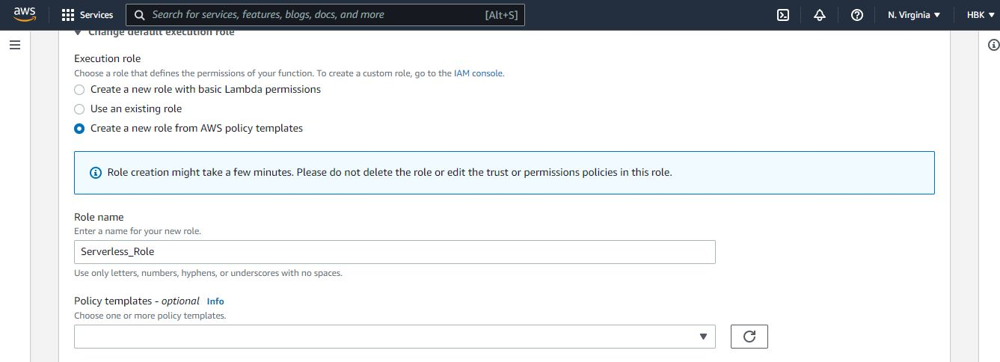 aws
Services
Search for services, features, blogs, docs, and more
[Alt+S]
N. Virginia
HBK
Change default execution role
Execution role
Choose a role that defines the permissions of your function. To create a custom role, go to the IAM console.
Create a new role with basic Lambda permissions
Use an existing role
Create a new role from AWS policy templates
Role creation might take a few minutes. Please do not delete the role or edit the trust or permissions policies in this role.
Role name
Enter a name for your new role.
Serverless_Role
Use only letters, numbers, hyphens, or underscores with no spaces.
Policy templates - optional Info
Choose one or more policy templates.